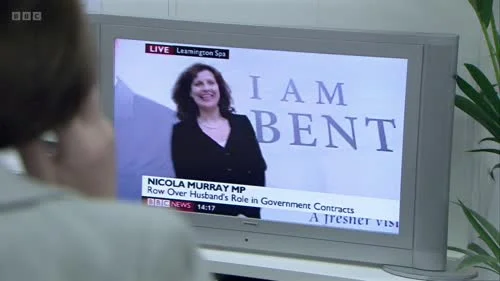 BBC
LIVE Leamington Spa
I AM
BENT
NICOLA MURRAY MP
Row Over Husband's Role in Government Contracts
BBC NEWS 14:17
A fresher visi